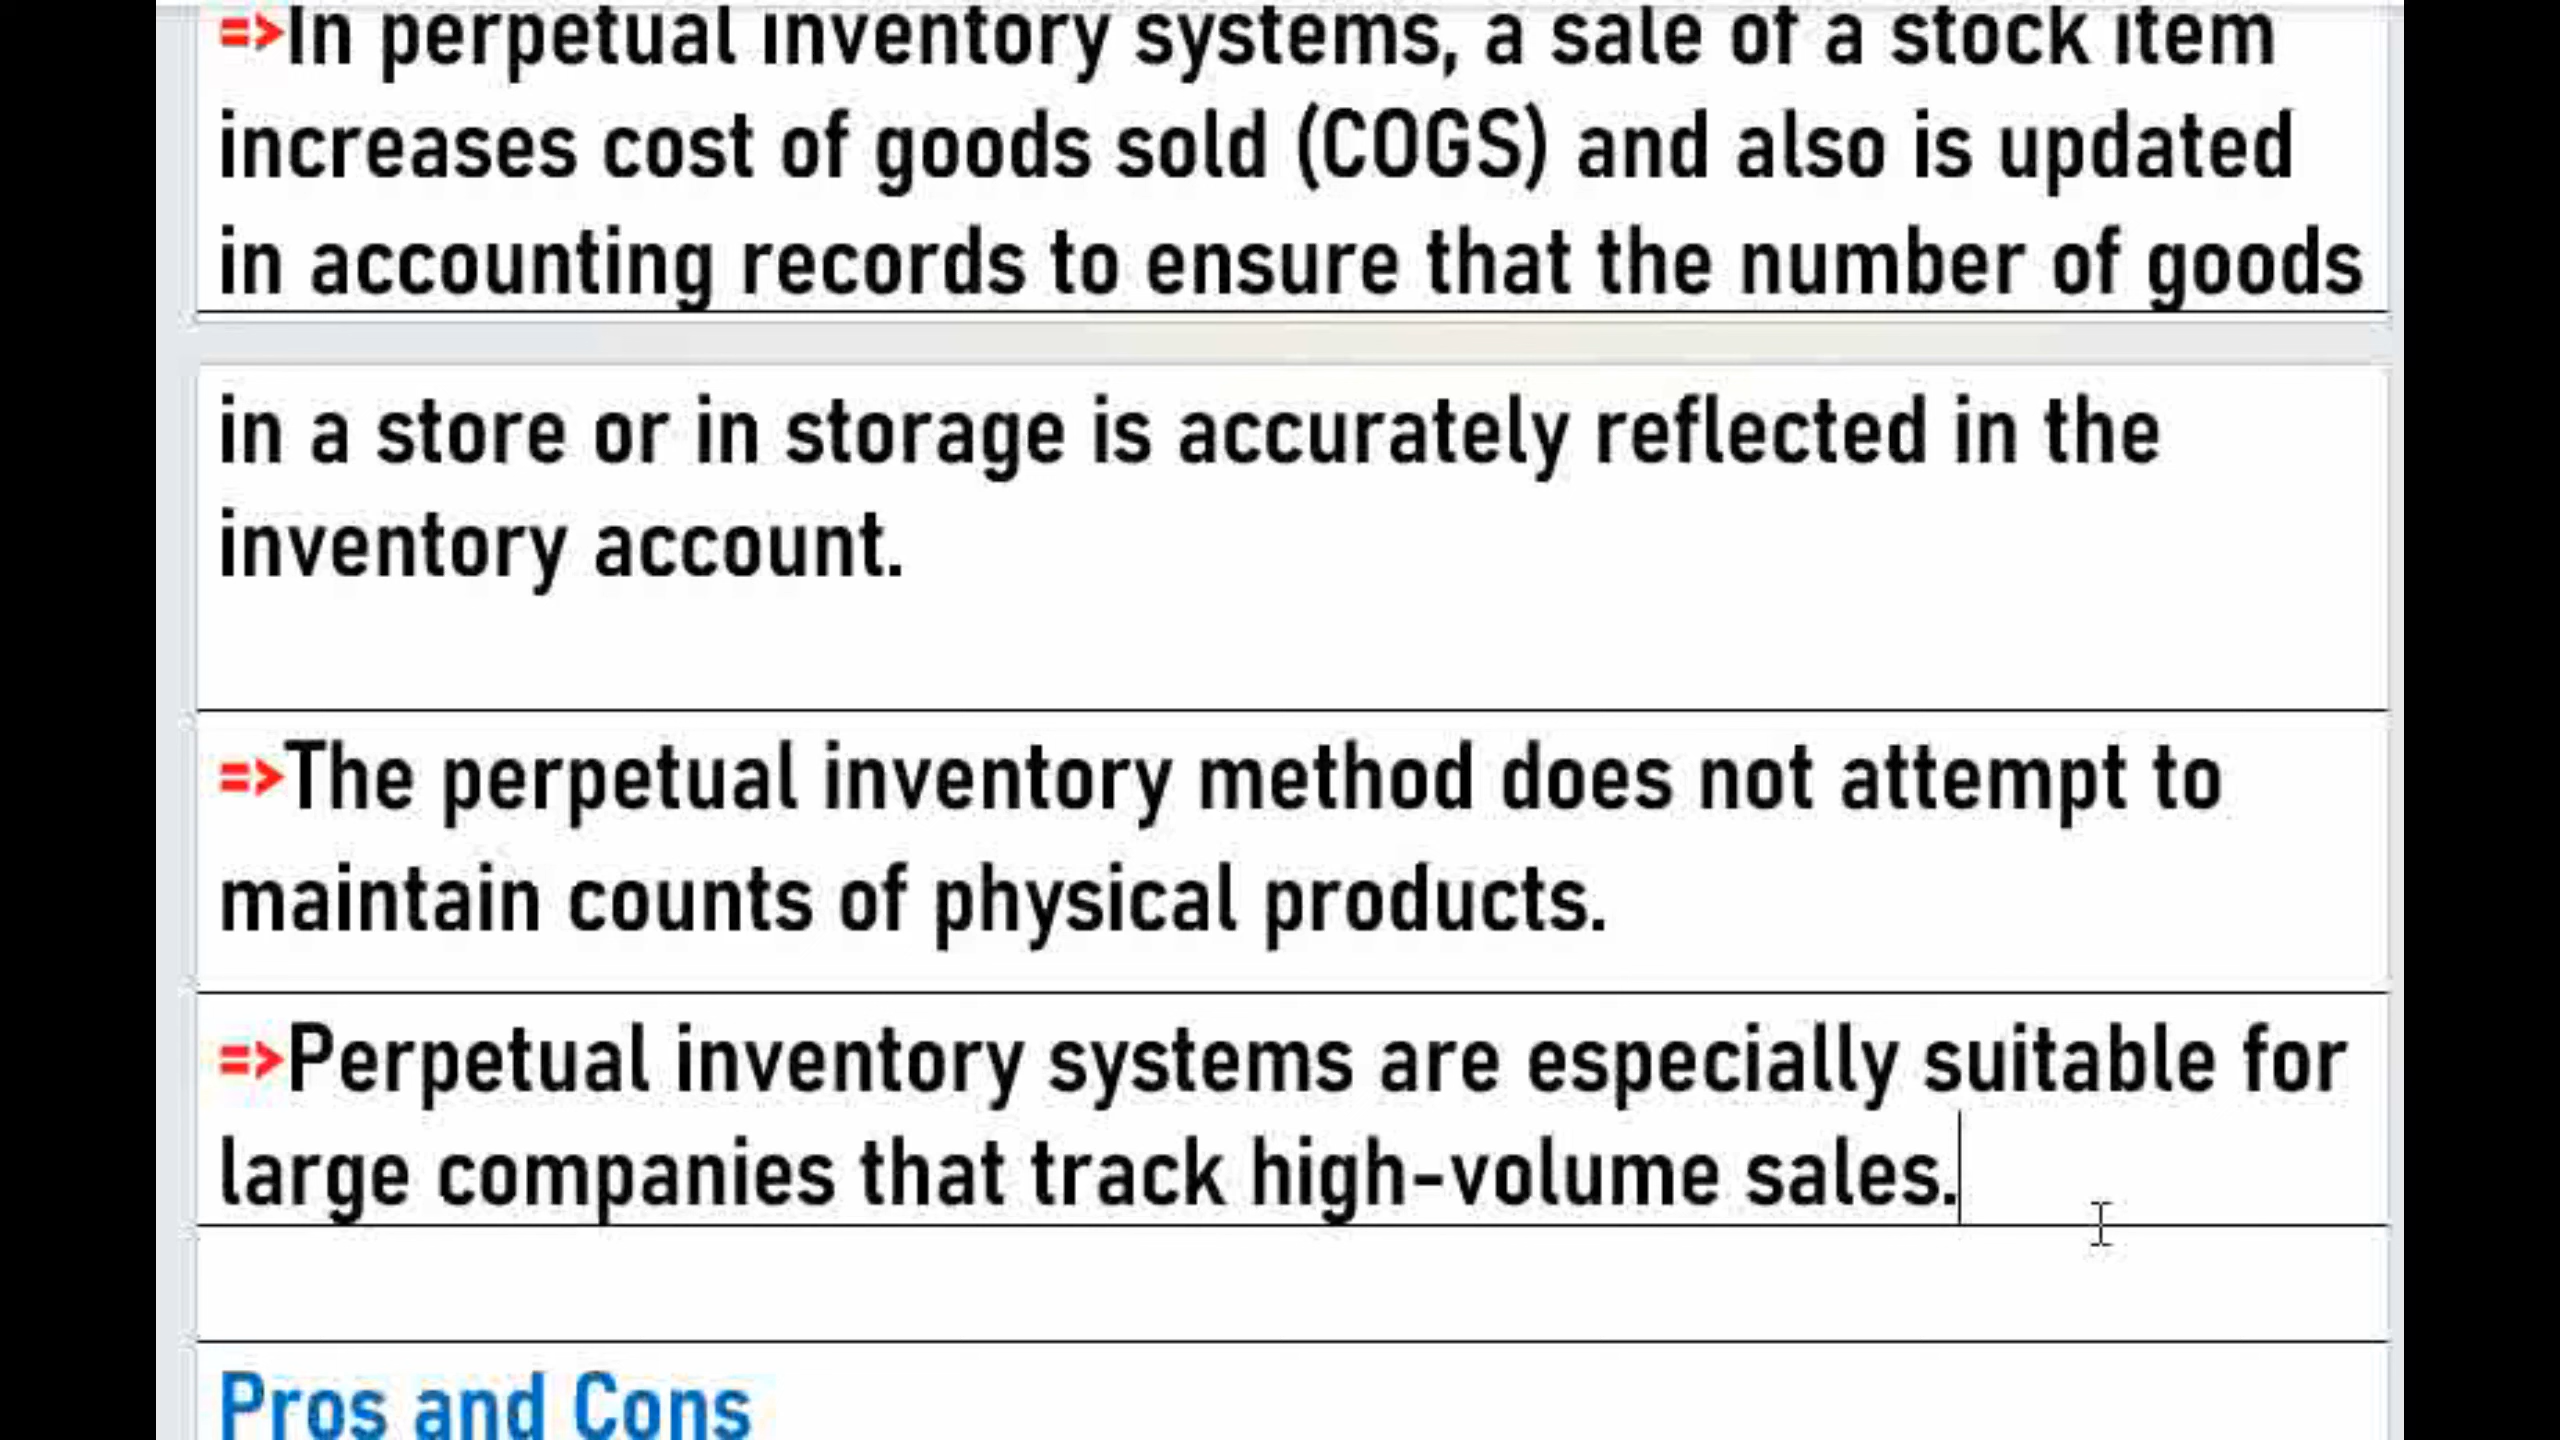 =>In perpetual inventory systems, a sale of a stock item
increases cost of goods sold (COGS) and also is updated
in accounting records to ensure that the number of goods
in a store or in storage is accurately reflected in the
inventory account.
=>The perpetual inventory method does not attempt to
maintain counts of physical products.
=>Perpetual inventory systems are especially suitable for
large companies that track high-volume sales.
Pros and Cons